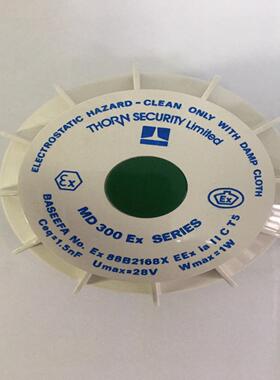 ELECTROSTATIC HAZARD-CLEAN ONLY WITH DAMP CLOTH
THORN SECURITY Limited
Ex
MD 300 Ex SERIES
BASEEFA No. Ex 88B2168X EEx ia II C T5
Ceq=1.5nF Umax=28V Wmax=1W